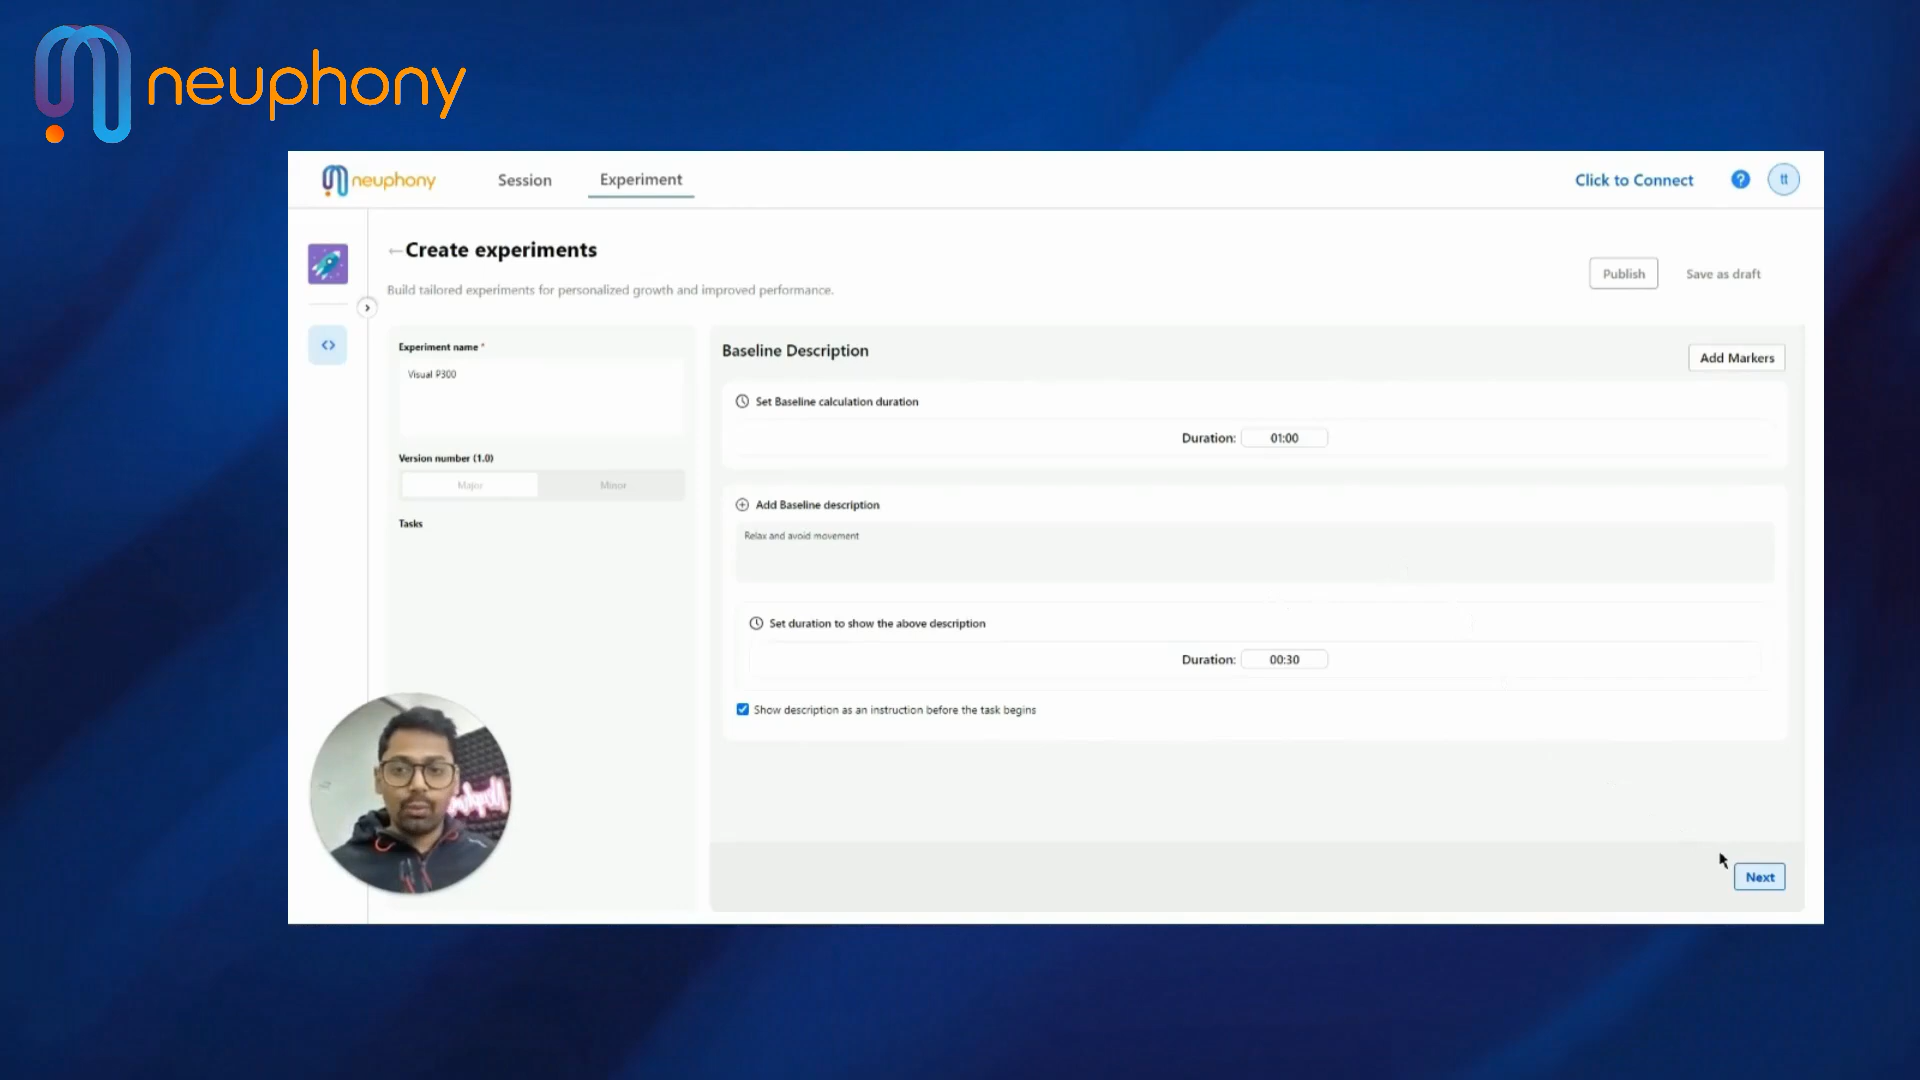 neuphony
neuphony
Session
Experiment
Click to Connect
?
tt
←Create experiments
Build tailored experiments for personalized growth and improved performance.
Publish
Save as draft
Experiment name *
Visual P300
Version number (1.0)
Major
Minor
Tasks
Baseline Description
Add Markers
Set Baseline calculation duration
Duration: 01:00
Add Baseline description
Relax and avoid movement
Set duration to show the above description
Duration: 00:30
Show description as an instruction before the task begins
Next